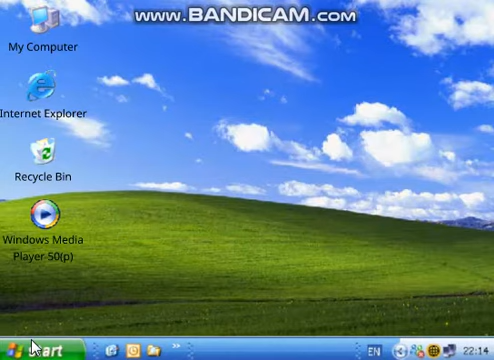 www.BANDICAM.com
My Computer
Internet Explorer
Recycle Bin
Windows Media
Player-50(p)
start
EN
22:14